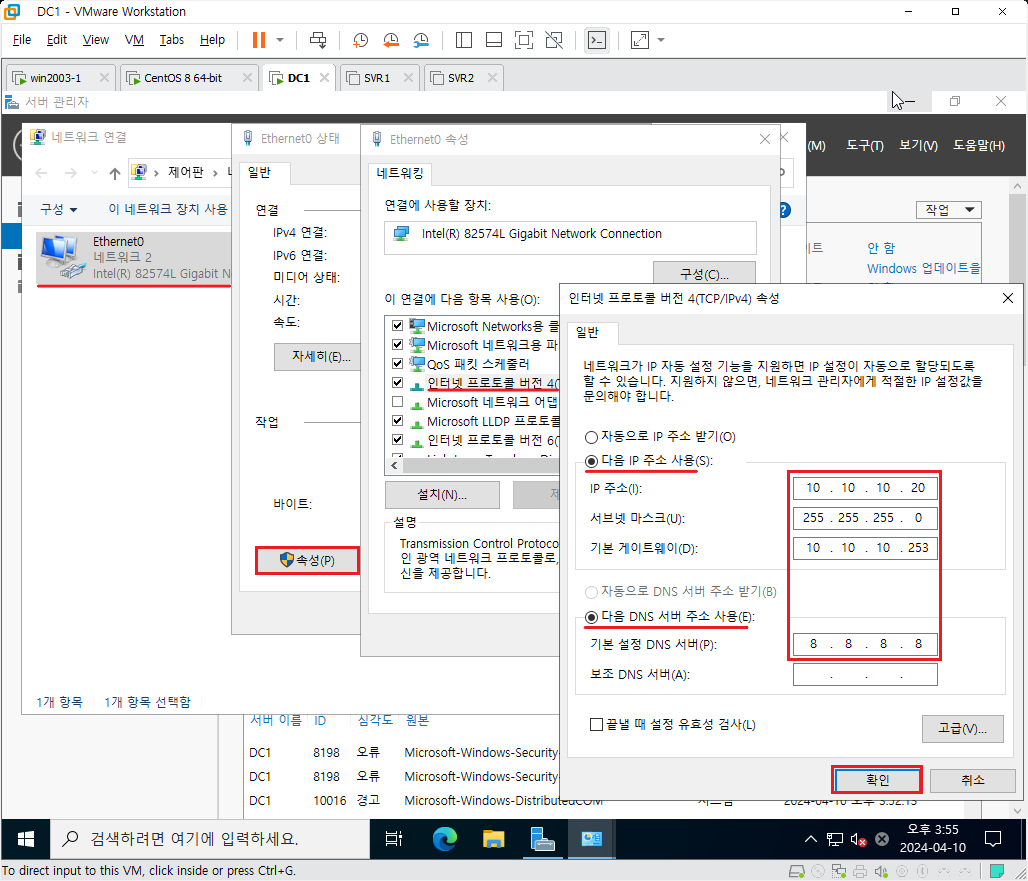 DC1 - VMware Workstation
File Edit View VM Tabs Help
win2003-1 CentOS 8 64-bit DC1 SVR1 SVR2
서버 관리자
(M) 도구(T) 보기(V) 도움말(H)
작업
안 함
Windows 업데이트을
네트워크 연결
제어판
구성 이 네트워크 장치 사용
Ethernet0
네트워크 2
Intel(R) 82574L Gigabit N
1개 항목 1개 항목 선택함
Ethernet0 상태
일반
연결
IPv4 연결:
IPv6 연결:
미디어 상태:
시간:
속도:
자세히(E)...
작업
바이트:
속성(P)
Ethernet0 속성
네트워킹
연결에 사용할 장치:
Intel(R) 82574L Gigabit Network Connection
구성(C)...
이 연결에 다음 항목 사용(O):
Microsoft Networks용 클
Microsoft 네트워크용 파
QoS 패킷 스케줄러
인터넷 프로토콜 버전 4(
Microsoft 네트워크 어댑
Microsoft LLDP 프로토콜
인터넷 프로토콜 버전 6(
설치(N)...
설명
Transmission Control Protoco
인 광역 네트워크 프로토콜로,
신을 제공합니다.
인터넷 프로토콜 버전 4(TCP/IPv4) 속성
일반
네트워크가 IP 자동 설정 기능을 지원하면 IP 설정이 자동으로 할당되도록
할 수 있습니다. 지원하지 않으면, 네트워크 관리자에게 적절한 IP 설정값을
문의해야 합니다.
자동으로 IP 주소 받기(O)
다음 IP 주소 사용(S):
IP 주소(I): 10 . 10 . 10 . 20
서브넷 마스크(U): 255 . 255 . 255 . 0
기본 게이트웨이(D): 10 . 10 . 10 . 253
자동으로 DNS 서버 주소 받기(B)
다음 DNS 서버 주소 사용(E):
기본 설정 DNS 서버(P): 8 . 8 . 8 . 8
보조 DNS 서버(A): . . .
끝낼 때 설정 유효성 검사(L)
고급(V)...
확인 취소
서버 이름 ID 심각도 원본
DC1 8198 오류 Microsoft-Windows-Security-
DC1 8198 오류 Microsoft-Windows-Security-
DC1 10016 경고 Microsoft-Windows-DistributedCOM 시스템 2024-04-10 오후 3:52:13
검색하려면 여기에 입력하세요.
오후 3:55
2024-04-10
To direct input to this VM, click inside or press Ctrl+G.